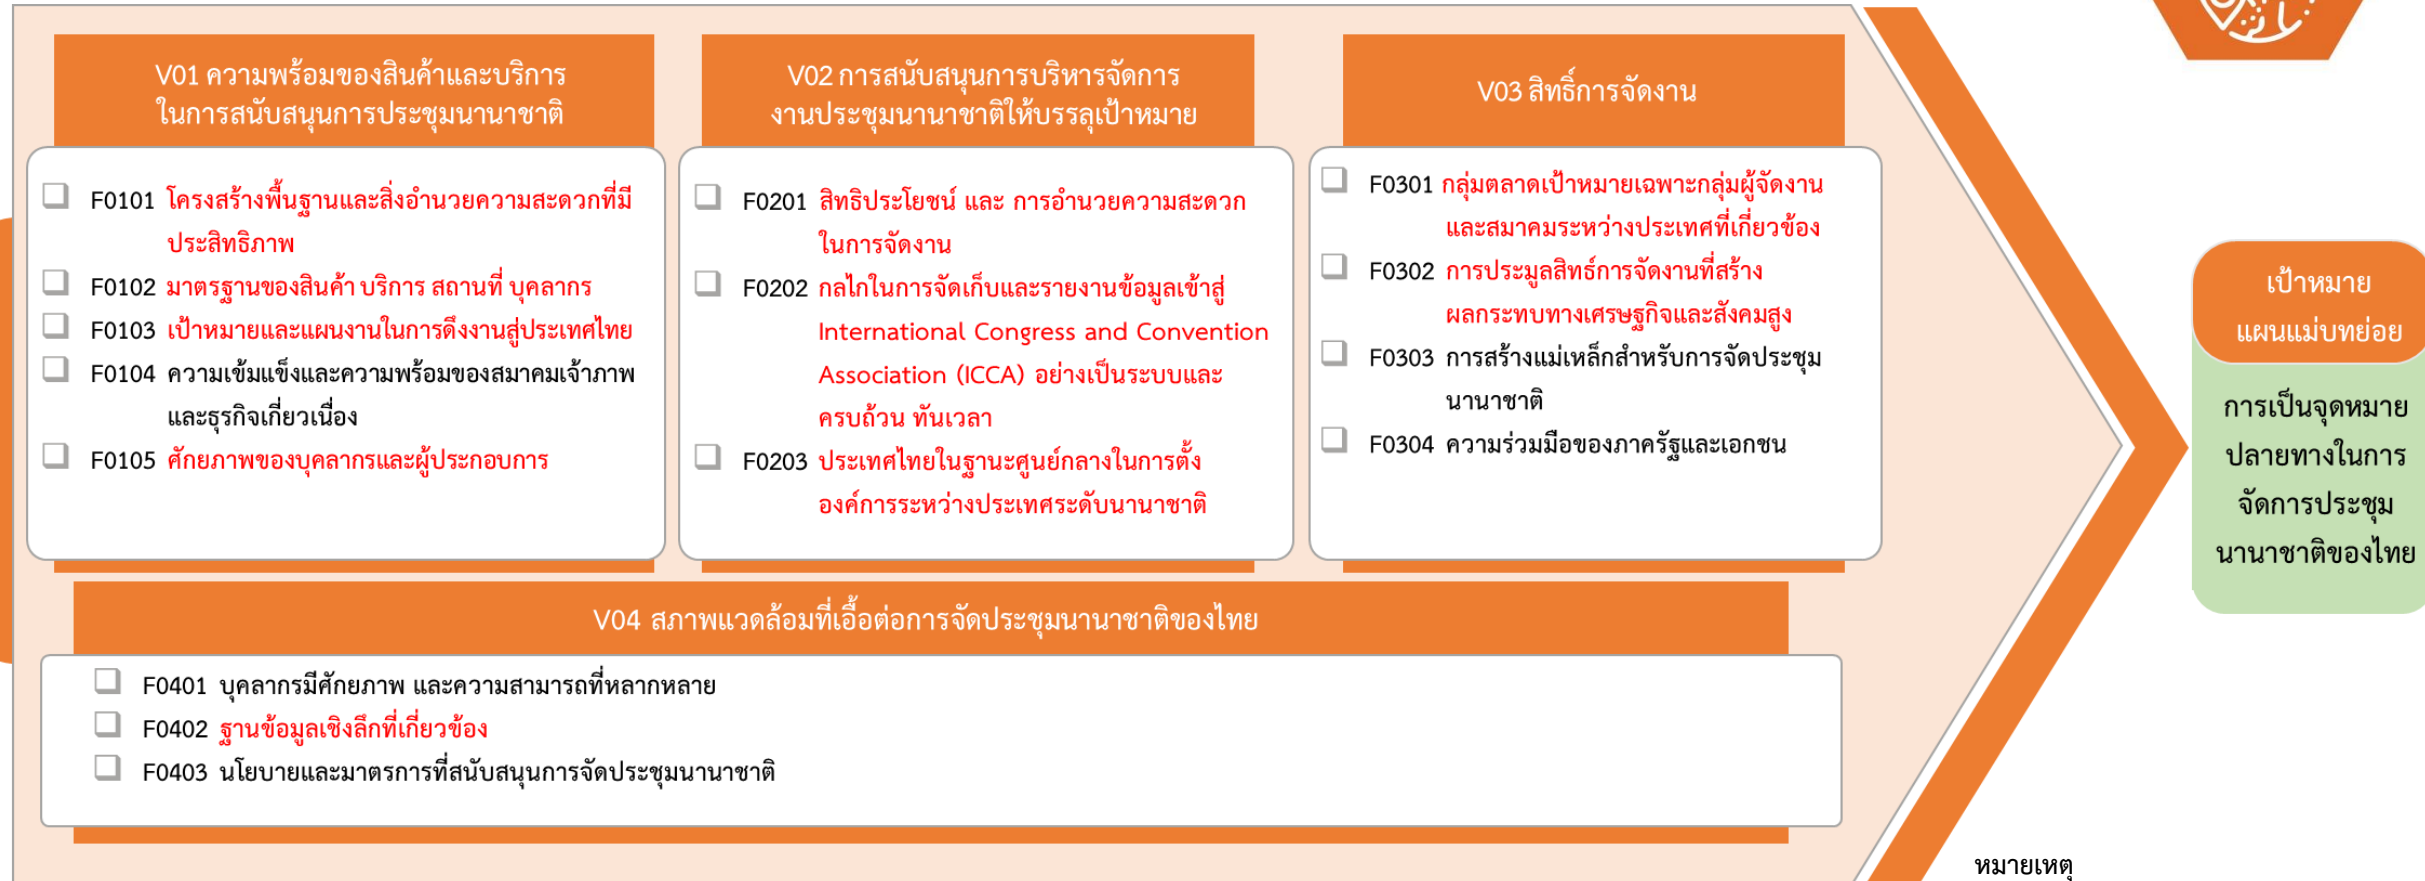 V01 ความพร้อมของสินค้าและบริการ
ในการสนับสนุนการประชุมนานาชาติ
F0101 โครงสร้างพื้นฐานและสิ่งอำนวยความสะดวกที่มี
ประสิทธิภาพ
F0102 มาตรฐานของสินค้า บริการ สถานที่ บุคลากร
F0103 เป้าหมายและแผนงานในการดึงงานสู่ประเทศไทย
F0104 ความเข้มแข็งและความพร้อมของสมาคมเจ้าภาพ
และธุรกิจเกี่ยวเนื่อง
F0105 ศักยภาพของบุคลากรและผู้ประกอบการ
V02 การสนับสนุนการบริหารจัดการ
งานประชุมนานาชาติให้บรรลุเป้าหมาย
F0201 สิทธิประโยชน์ และ การอำนวยความสะดวก
ในการจัดงาน
F0202 กลไกในการจัดเก็บและรายงานข้อมูลเข้าสู่
International Congress and Convention
Association (ICCA) อย่างเป็นระบบและ
ครบถ้วน ทันเวลา
F0203 ประเทศไทยในฐานะศูนย์กลางในการตั้ง
องค์การระหว่างประเทศระดับนานาชาติ
V03 สิทธิ์การจัดงาน
F0301 กลุ่มตลาดเป้าหมายเฉพาะกลุ่มผู้จัดงาน
และสมาคมระหว่างประเทศที่เกี่ยวข้อง
F0302 การประมูลสิทธ์การจัดงานที่สร้าง
ผลกระทบทางเศรษฐกิจและสังคมสูง
F0303 การสร้างแม่เหล็กสำหรับการจัดประชุม
นานาชาติ
F0304 ความร่วมมือของภาครัฐและเอกชน
V04 สภาพแวดล้อมที่เอื้อต่อการจัดประชุมนานาชาติของไทย
F0401 บุคลากรมีศักยภาพ และความสามารถที่หลากหลาย
F0402 ฐานข้อมูลเชิงลึกที่เกี่ยวข้อง
F0403 นโยบายและมาตรการที่สนับสนุนการจัดประชุมนานาชาติ
เป้าหมาย
แผนแม่บทย่อย
การเป็นจุดหมาย
ปลายทางในการ
จัดการประชุม
นานาชาติของไทย
หมายเหตุ